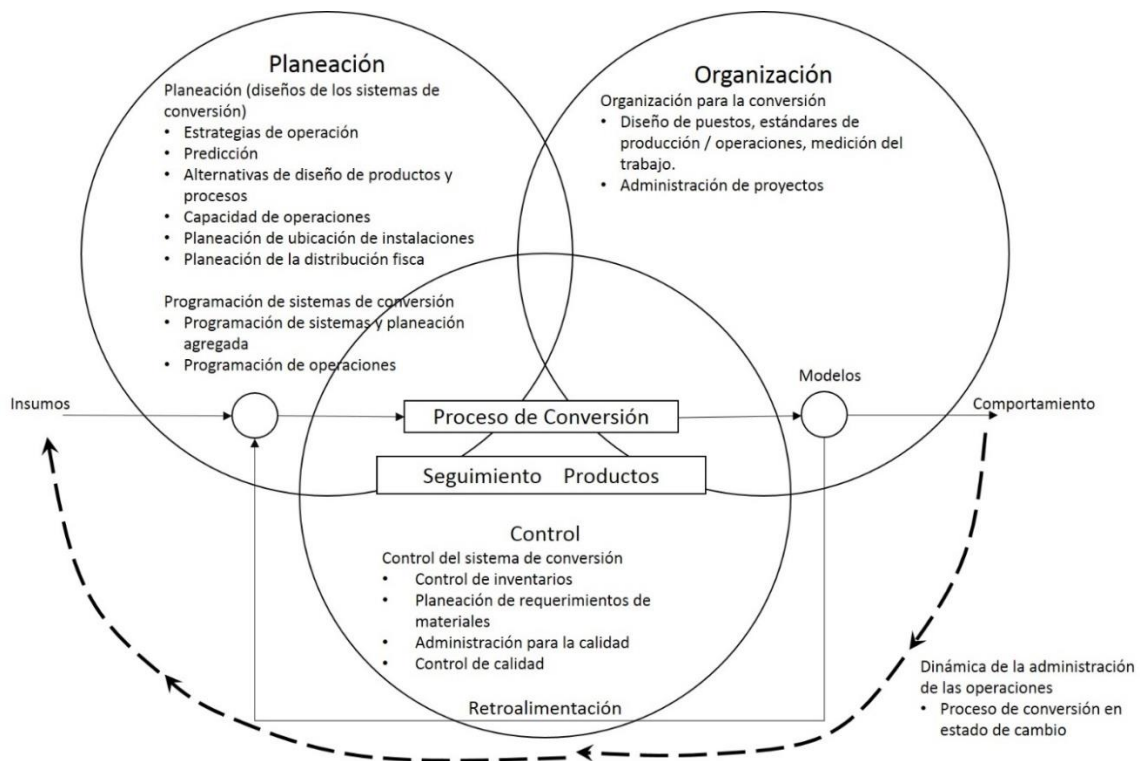 Planeación
Planeación (diseños de los sistemas de
conversión)
• Estrategias de operación
• Predicción
• Alternativas de diseño de productos y
procesos
• Capacidad de operaciones
• Planeación de ubicación de instalaciones
• Planeación de la distribución fisca
Programación de sistemas de conversión
• Programación de sistemas y planeación
agregada
• Programación de operaciones
Organización
Organización para la conversión
• Diseño de puestos, estándares de
producción / operaciones, medición del
trabajo.
• Administración de proyectos
Insumos
Proceso de Conversión
Modelos
Comportamiento
Seguimiento Productos
Control
Control del sistema de conversión
• Control de inventarios
• Planeación de requerimientos de
materiales
• Administración para la calidad
• Control de calidad
Retroalimentación
Dinámica de la administración
de las operaciones
• Proceso de conversión en
estado de cambio